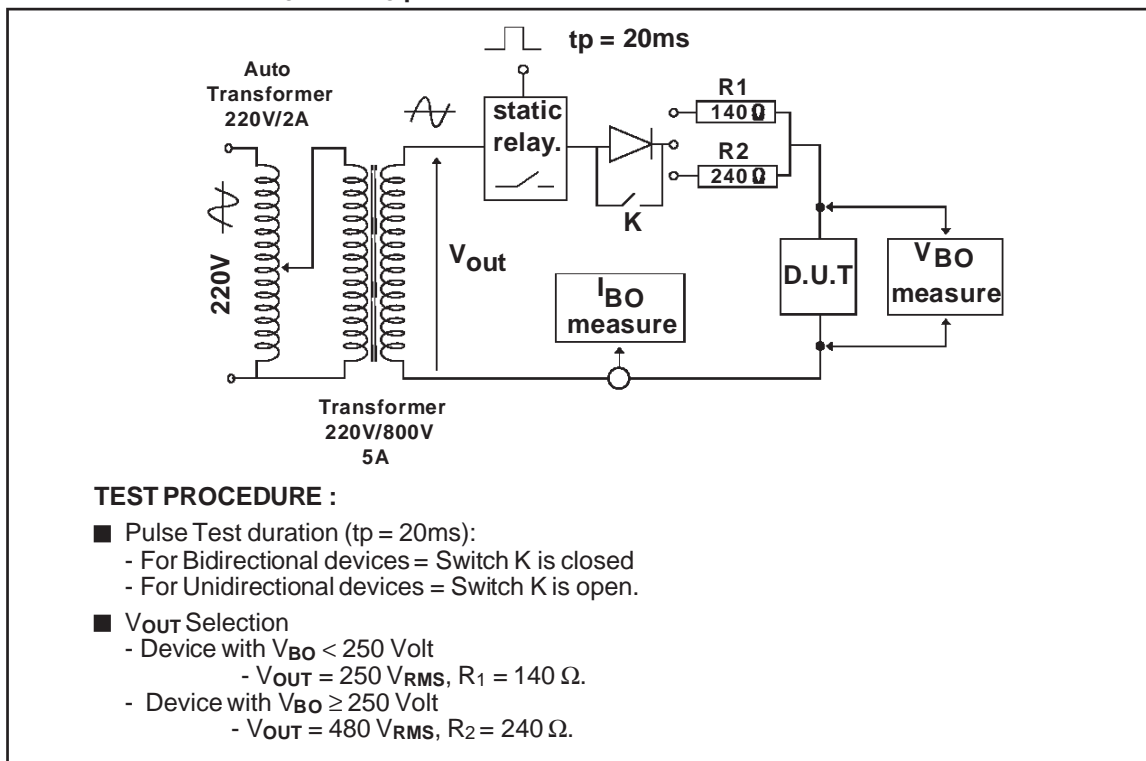 tp = 20ms
Auto
Transformer
220V/2A
static
relay.
R1
140 Ω
R2
240 Ω
K
220V
Vout
IBO
measure
D.U.T
VBO
measure
Transformer
220V/800V
5A
TEST PROCEDURE :
■ Pulse Test duration (tp = 20ms):
- For Bidirectional devices = Switch K is closed
- For Unidirectional devices = Switch K is open.
■ VOUT Selection
- Device with VBO < 250 Volt
- VOUT = 250 VRMS, R1 = 140 Ω.
- Device with VBO ≥ 250 Volt
- VOUT = 480 VRMS, R2 = 240 Ω.